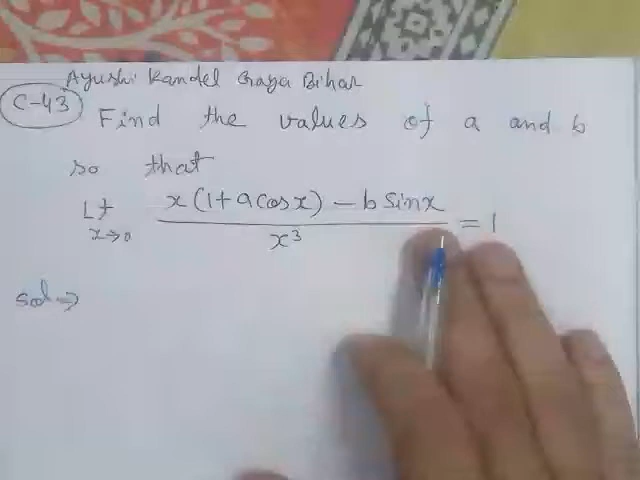 Ayushi Kandel Gaya Bihar
C-43
Find the values of a and b
so that
Lt x→0 x(1+a cos x) - b sin x / x³ = 1
Sol ⇒